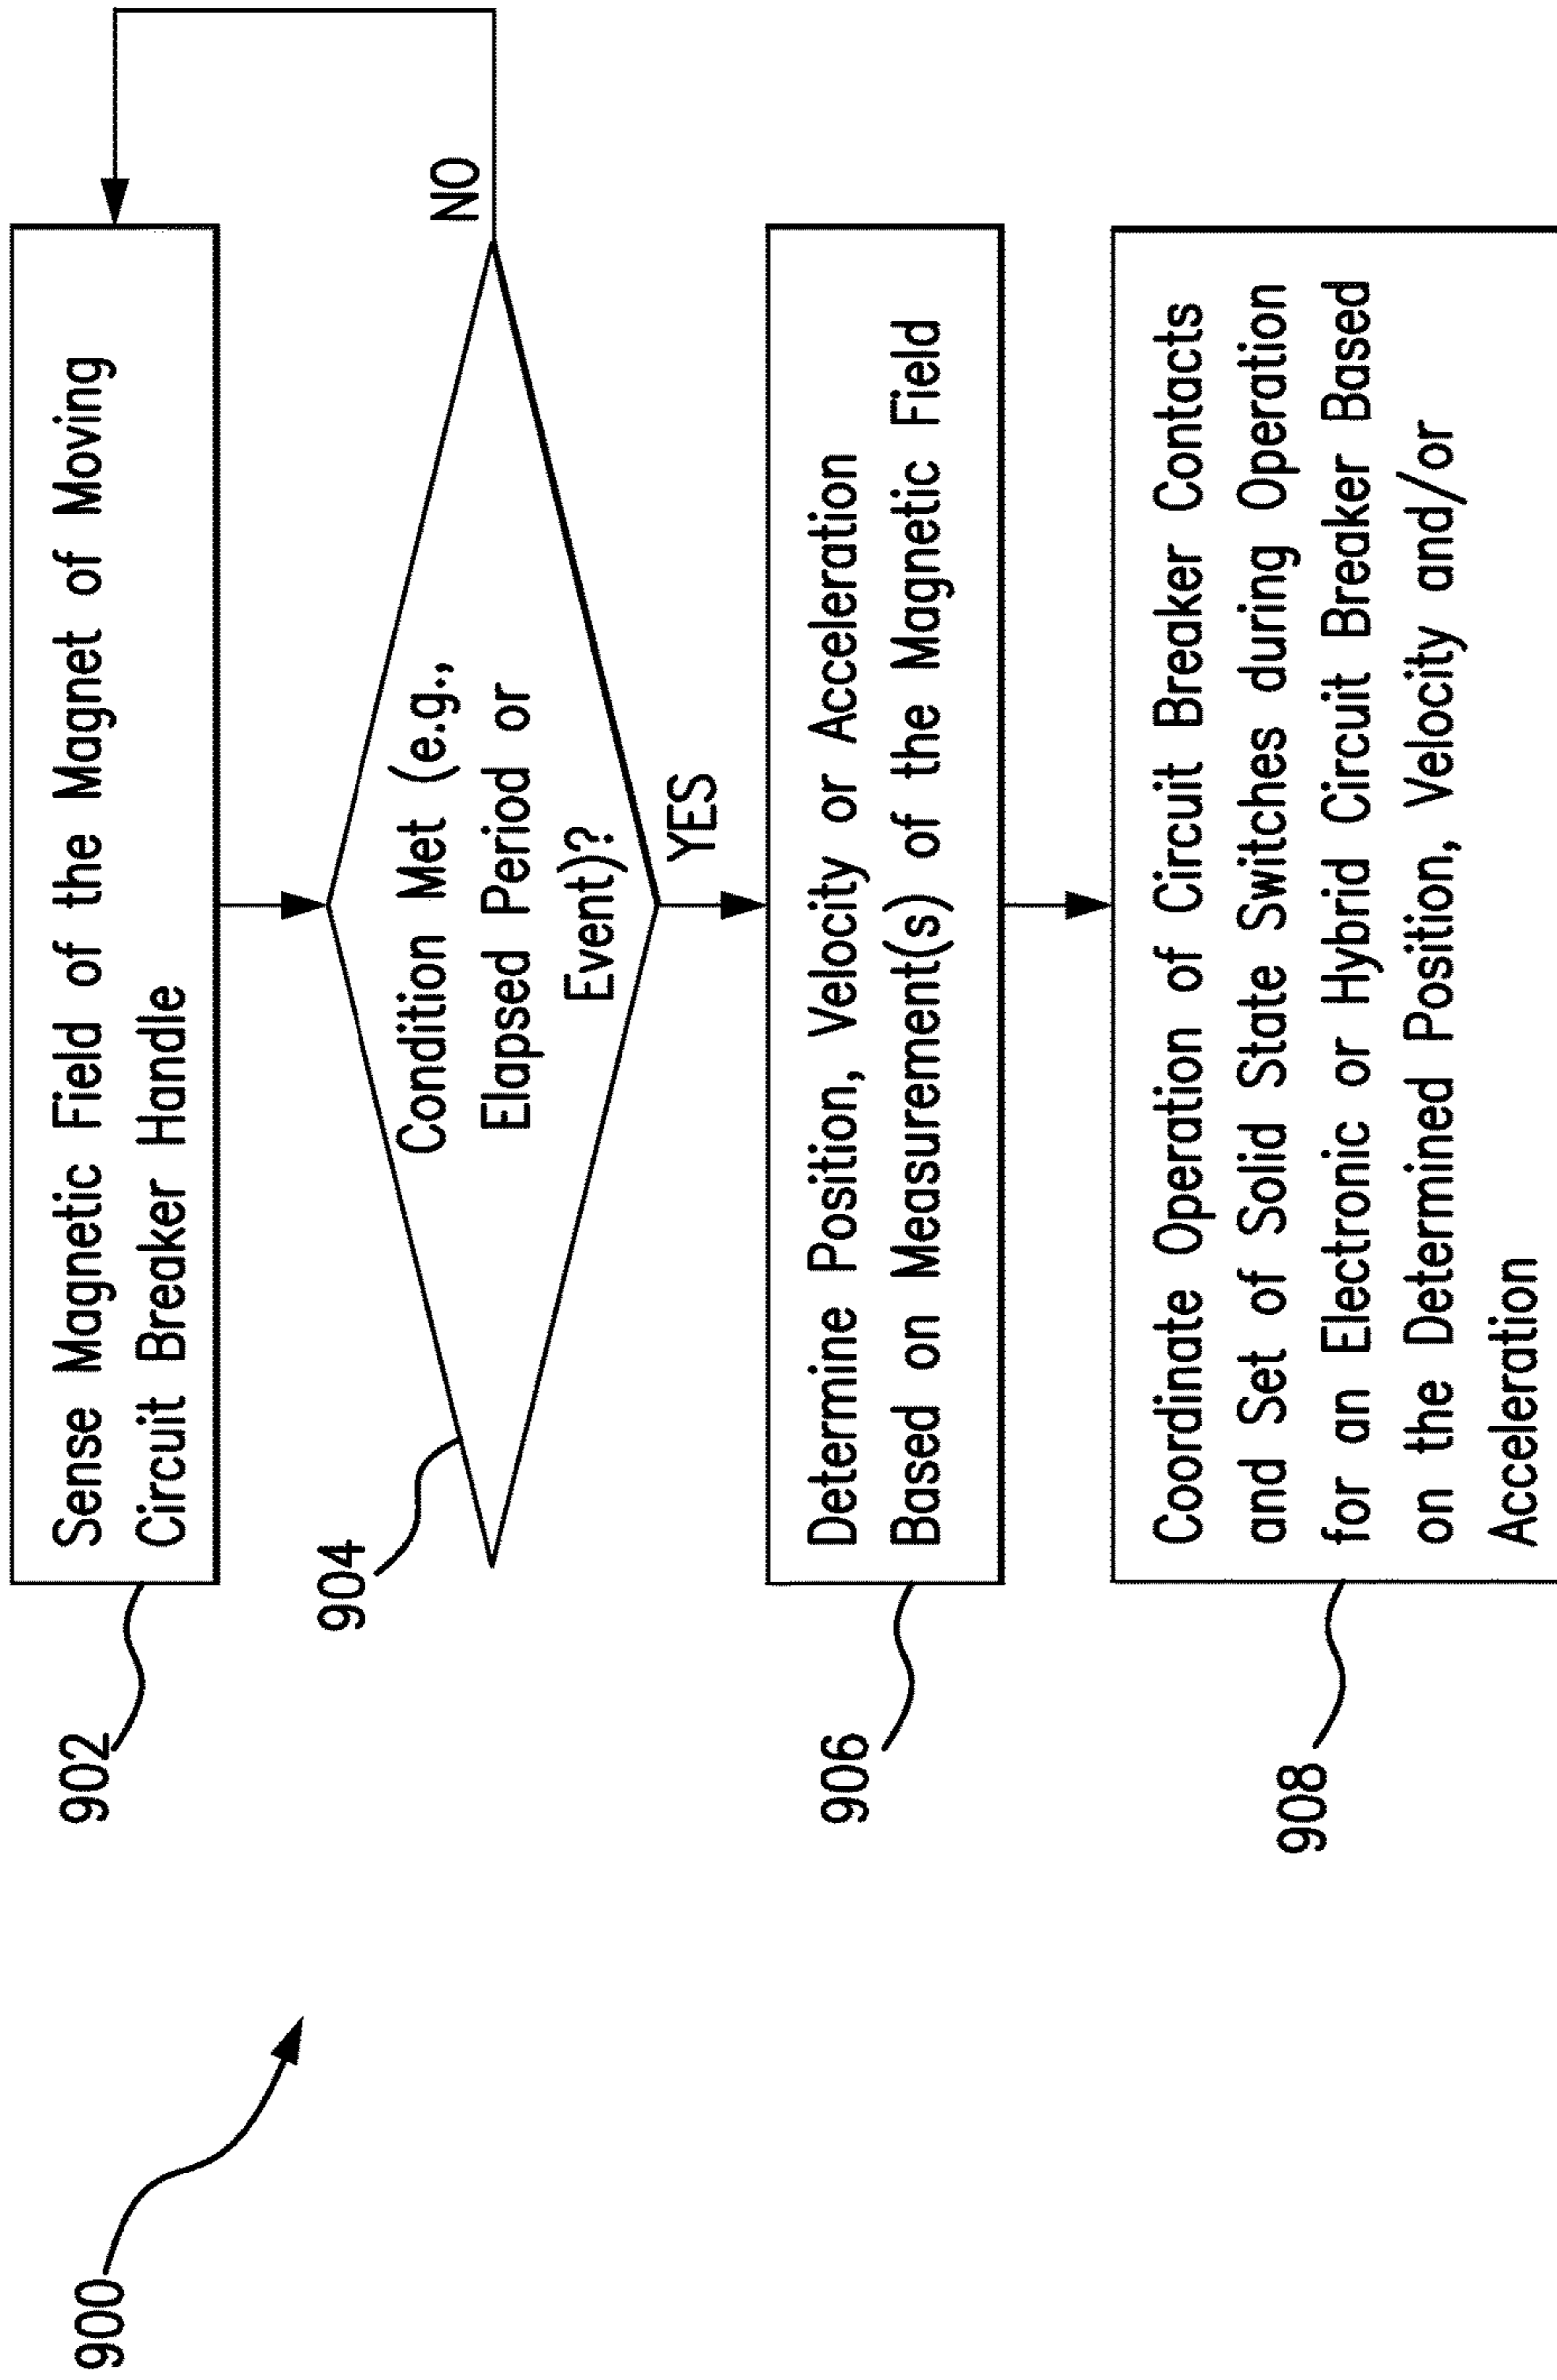 900
902
Sense Magnetic Field of the Magnet of Moving
Circuit Breaker Handle
904
Condition Met (e.g.,
Elapsed Period or
Event)?
NO
YES
906
Determine Position, Velocity or Acceleration
Based on Measurement(s) of the Magnetic Field
908
Coordinate Operation of Circuit Breaker Contacts
and Set of Solid State Switches during Operation
for an Electronic or Hybrid Circuit Breaker Based
on the Determined Position, Velocity and/or
Acceleration